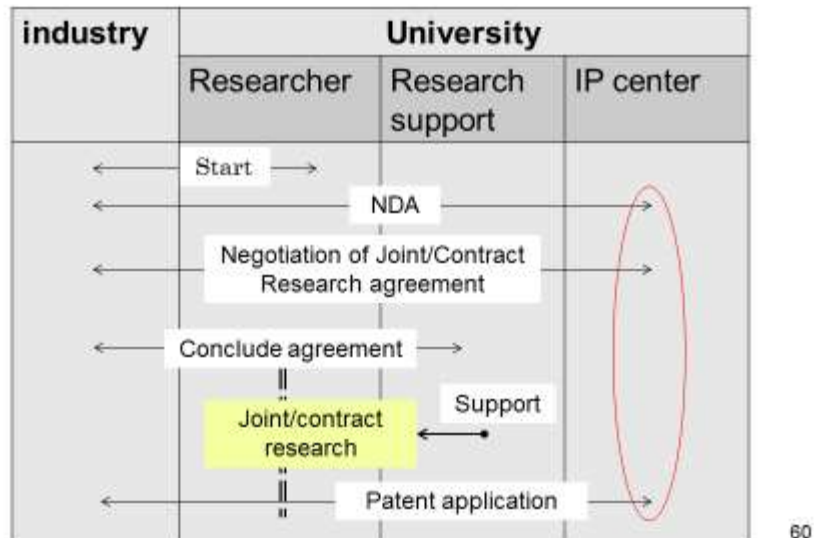 industry
University
Researcher
Research
support
IP center
Start
NDA
Negotiation of Joint/Contract
Research agreement
Conclude agreement
Support
Joint/contract
research
Patent application
60